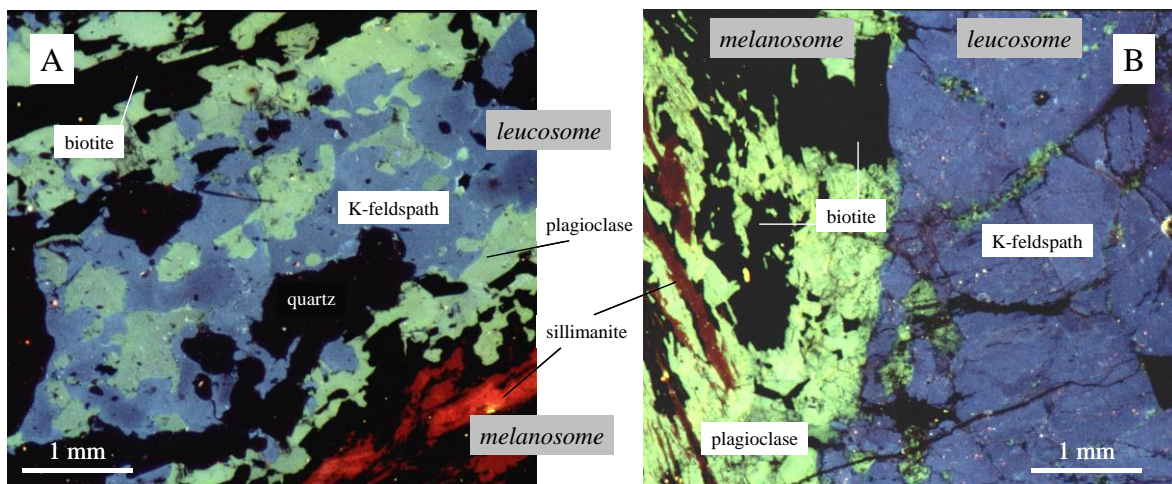 A
biotite
leucosome
K-feldspath
plagioclase
quartz
sillimanite
melanosome
1 mm
melanosome
leucosome
B
biotite
K-feldspath
plagioclase
1 mm